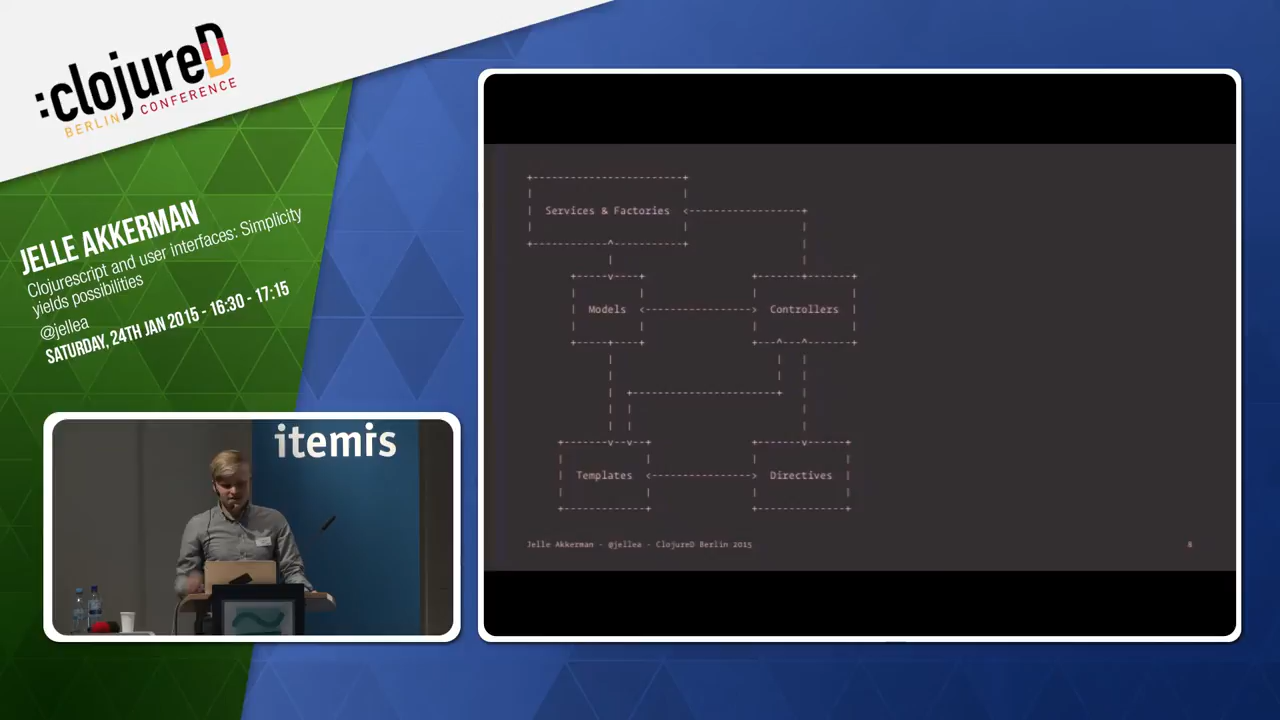 :clojureD
BERLIN CONFERENCE
JELLE AKKERMAN
Clojurescript and user interfaces: Simplicity
yields possibilities
@jellea
SATURDAY, 24TH JAN 2015 - 16:30 - 17:15
itemis
Services & Factories
Models
Controllers
Templates
Directives
Jelle Akkerman - @jellea - ClojureD Berlin 2015
8